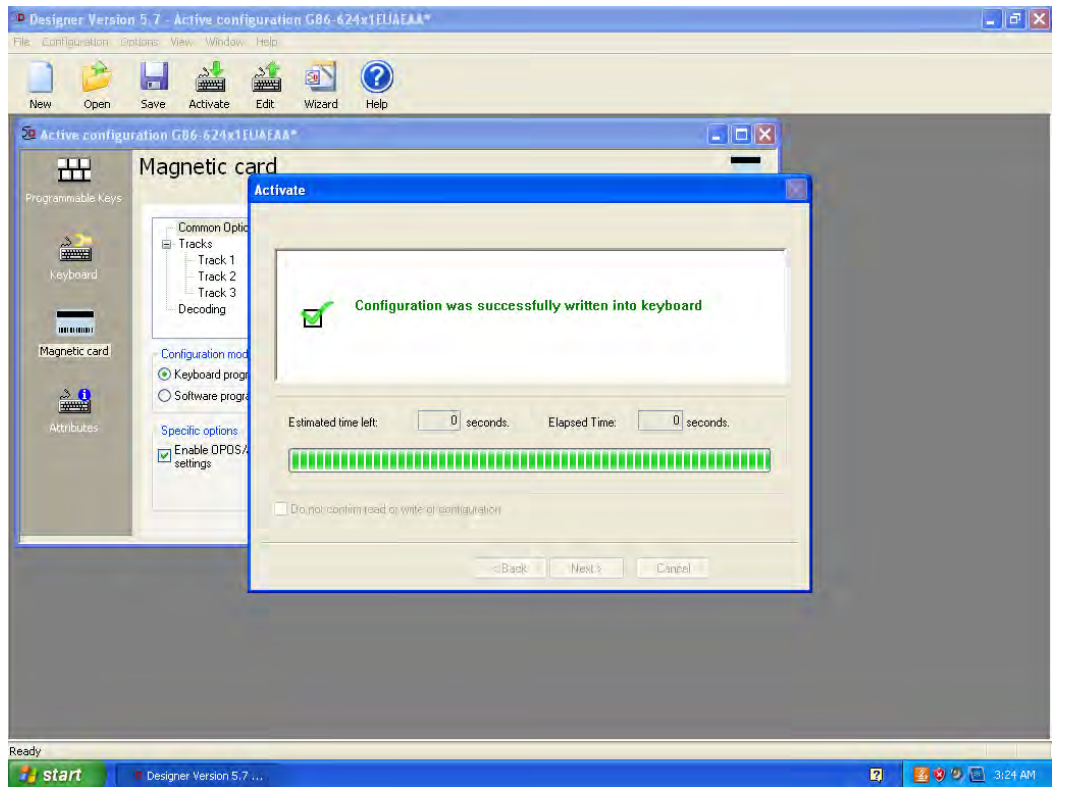 Designer Version 5.7 - Active configuration G86-624x1EUAEAA*
File Configuration Options View Window Help
New Open Save Activate Edit Wizard Help
Active configuration G86-624x1EUAEAA*
Programmable Keys
Keyboard
Magnetic card
Attributes
Magnetic card
Common Optio
Tracks
Track 1
Track 2
Track 3
Decoding
Configuration mod
Keyboard progr
Software progra
Specific options
Enable OPOS/
settings
Activate
Configuration was successfully written into keyboard
Estimated time left: 0 seconds. Elapsed Time: 0 seconds.
Do not confirm read or write of configuration
< Back Next > Cancel
Ready
start Designer Version 5.7 ... 3:24 AM